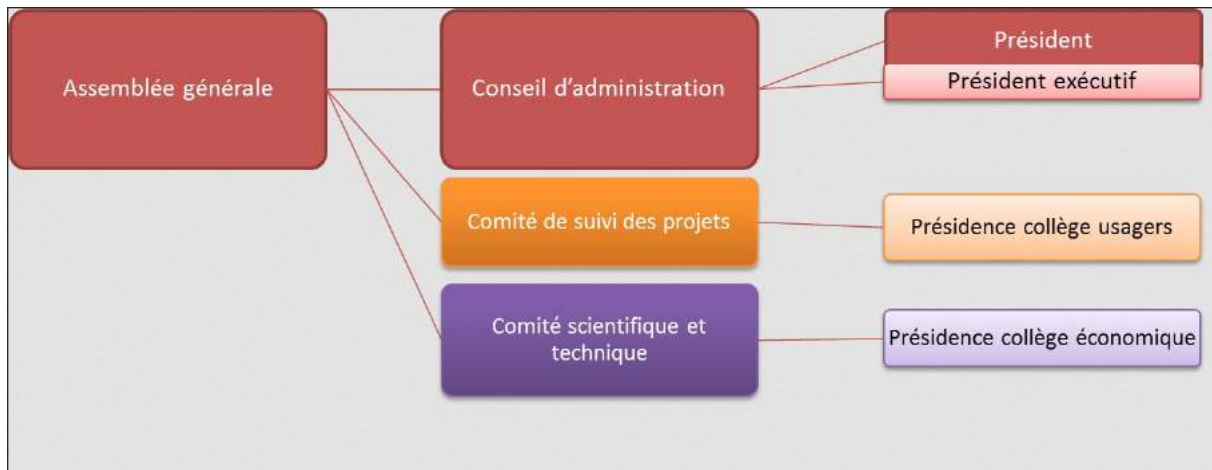 Assemblée générale
Conseil d'administration
Président
Président exécutif
Comité de suivi des projets
Présidence collège usagers
Comité scientifique et
technique
Présidence collège économique